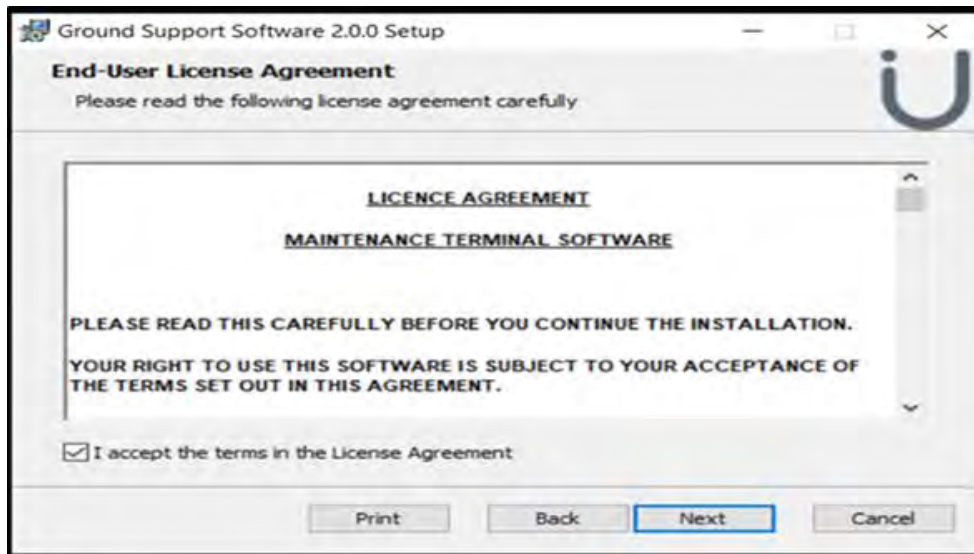 Ground Support Software 2.0.0 Setup
End-User License Agreement
Please read the following license agreement carefully
LICENCE AGREEMENT
MAINTENANCE TERMINAL SOFTWARE
PLEASE READ THIS CAREFULLY BEFORE YOU CONTINUE THE INSTALLATION.
YOUR RIGHT TO USE THIS SOFTWARE IS SUBJECT TO YOUR ACCEPTANCE OF
THE TERMS SET OUT IN THIS AGREEMENT.
I accept the terms in the License Agreement
Print Back Next Cancel